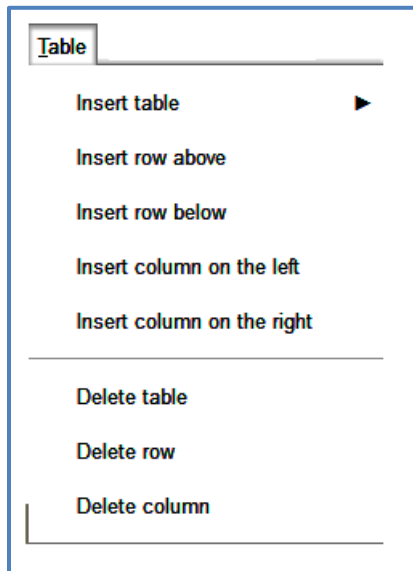 Table
Insert table
Insert row above
Insert row below
Insert column on the left
Insert column on the right
Delete table
Delete row
Delete column